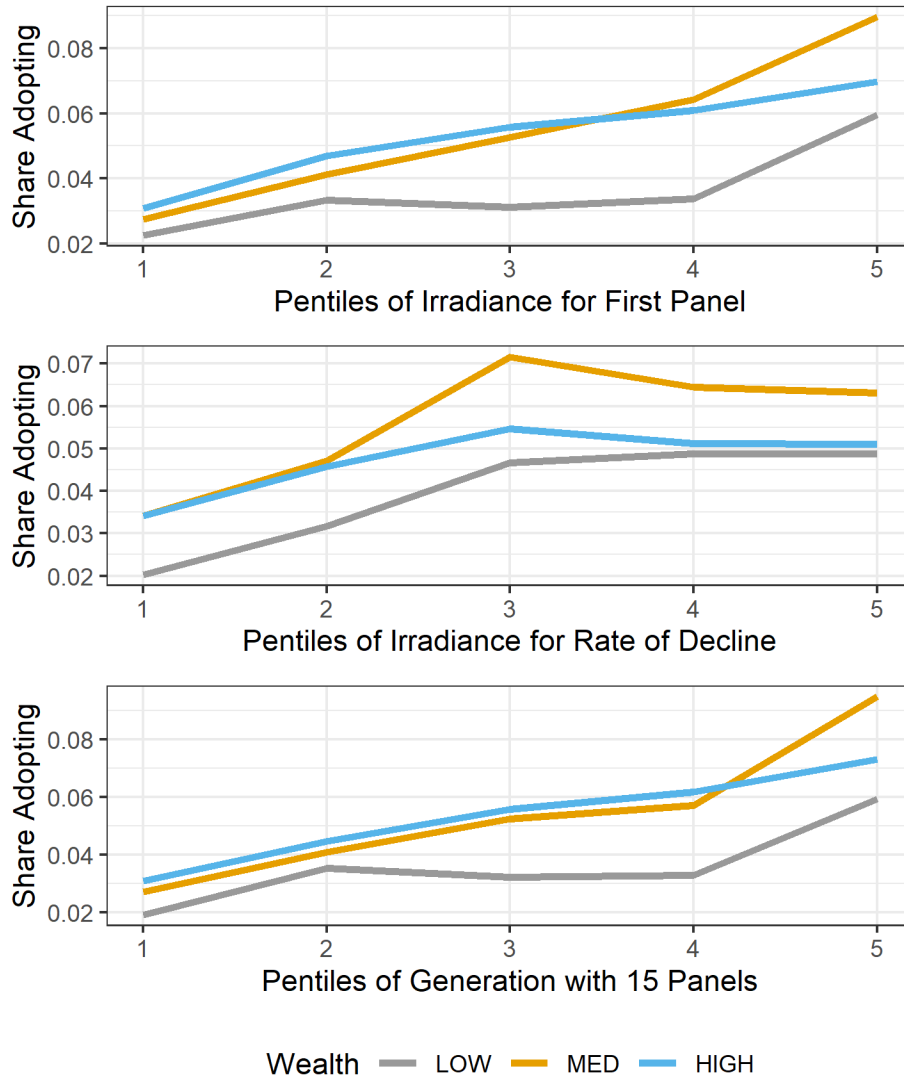 Share Adopting
0.08
0.06
0.04
0.02
1 2 3 4 5
Pentiles of Irradiance for First Panel
Share Adopting
0.07
0.06
0.05
0.04
0.03
0.02
1 2 3 4 5
Pentiles of Irradiance for Rate of Decline
Share Adopting
0.08
0.06
0.04
0.02
1 2 3 4 5
Pentiles of Generation with 15 Panels
Wealth LOW MED HIGH